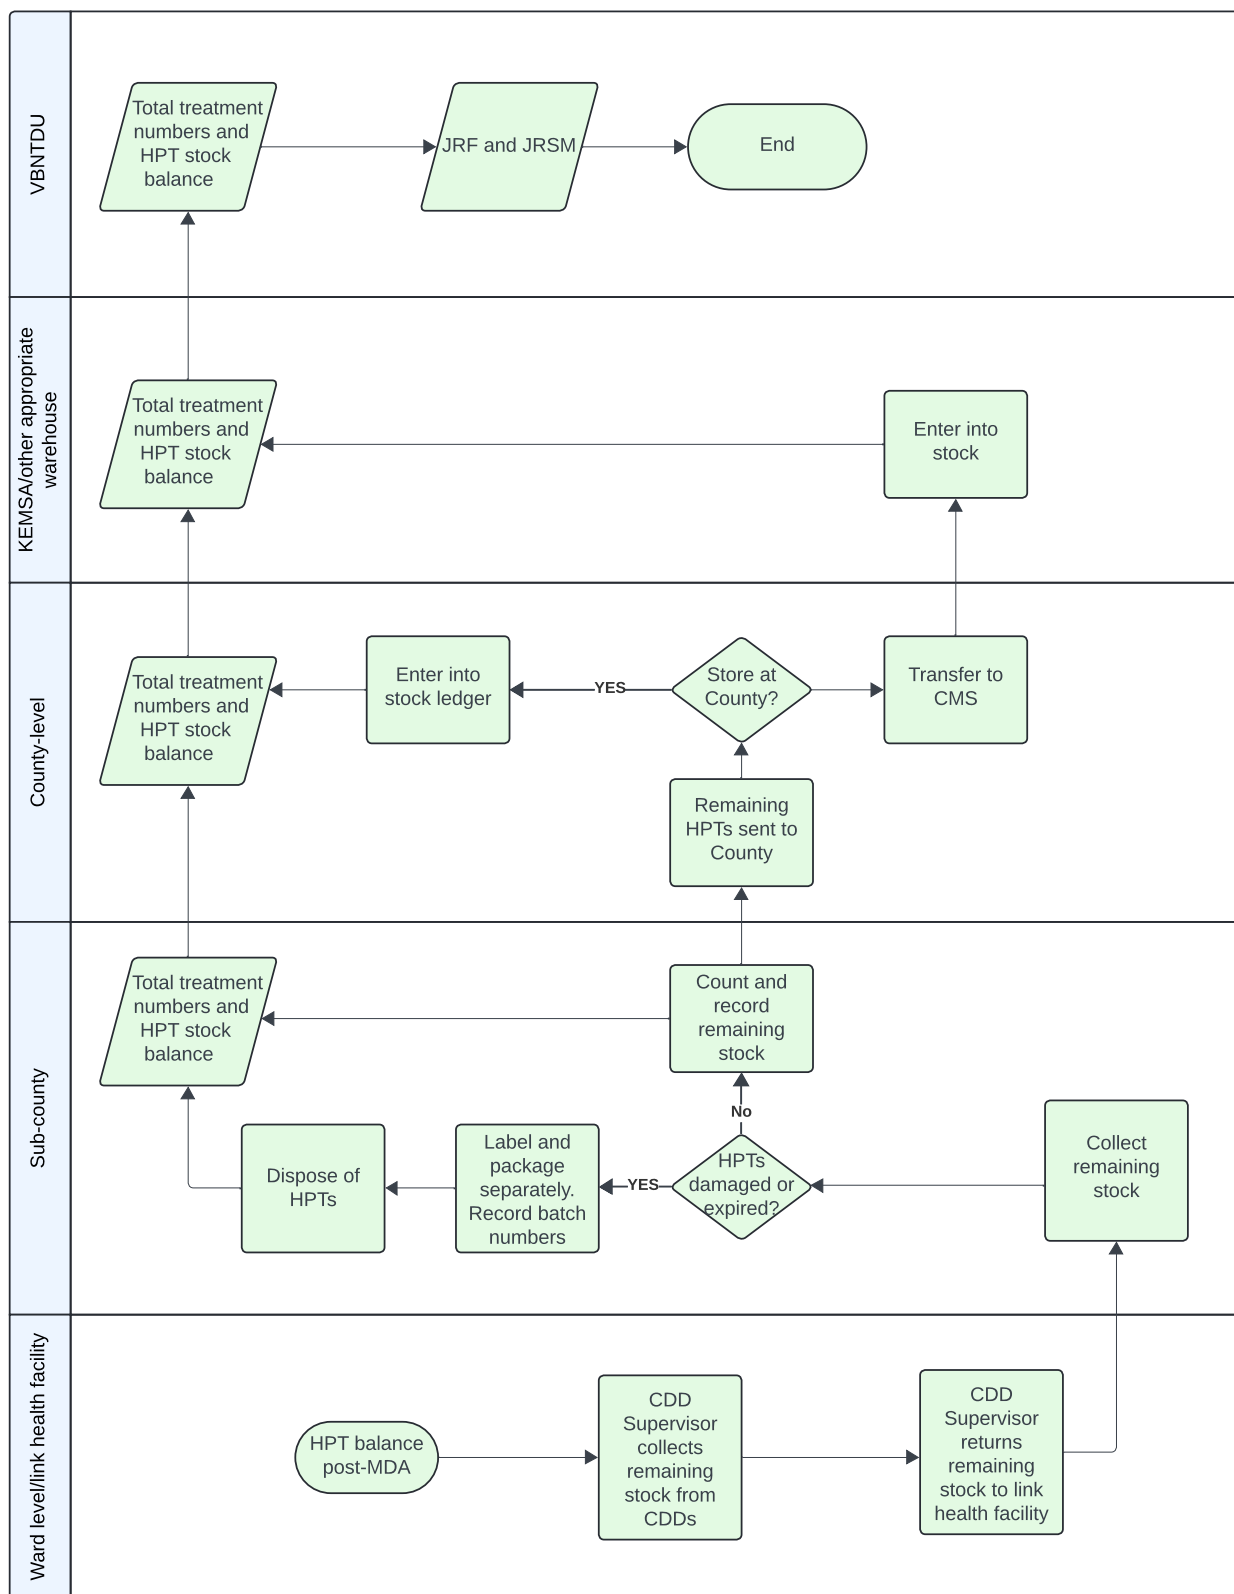 VBNTDU
Total treatment
numbers and
HPT stock
balance
JRF and JRSM
End
KEMSA/other appropriate
warehouse
Total treatment
numbers and
HPT stock
balance
Enter into
stock
County-level
Total treatment
numbers and
HPT stock
balance
Enter into
stock ledger
YES
Store at
County?
Transfer to
CMS
Remaining
HPTs sent to
County
Sub-county
Total treatment
numbers and
HPT stock
balance
Count and
record
remaining
stock
No
Dispose of
HPTs
Label and
package
separately.
Record batch
numbers
YES
HPTs
damaged or
expired?
Collect
remaining
stock
Ward level/link health facility
HPT balance
post-MDA
CDD
Supervisor
collects
remaining
stock from
CDDs
CDD
Supervisor
returns
remaining
stock to link
health facility